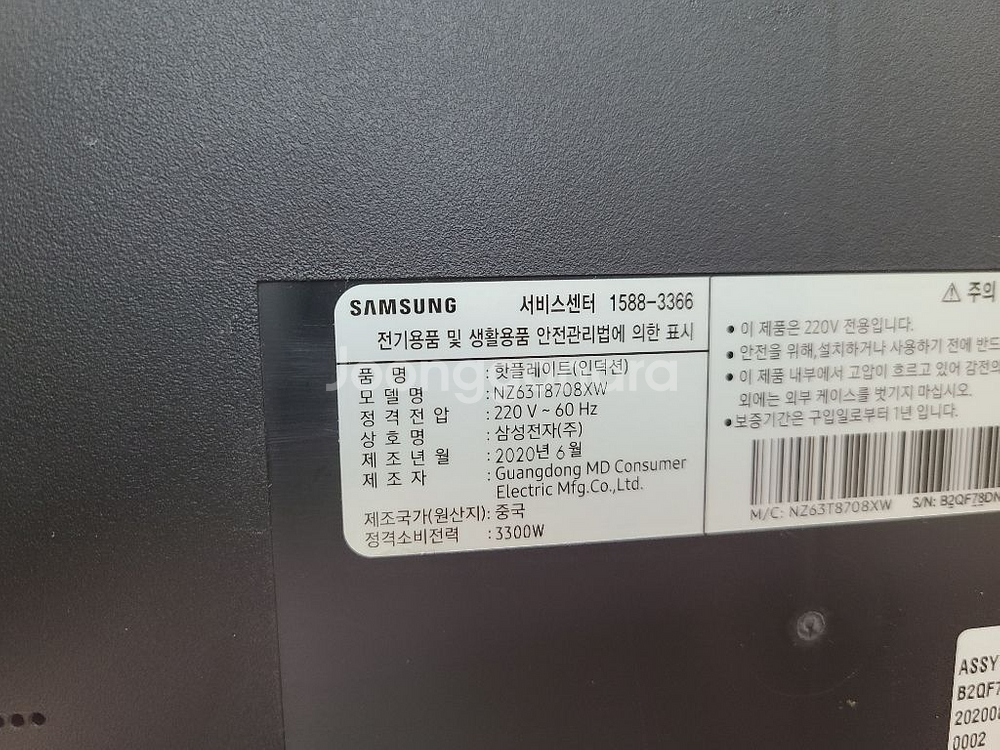 SAMSUNG 서비스센터 1588-3366
전기용품 및 생활용품 안전관리법에 의한 표시
품 명 : 핫플레이트(인덕션)
모 델 명 : NZ63T8708XW
정 격 전 압 : 220 V ~ 60 Hz
상 호 명 : 삼성전자(주)
제 조 년 월 : 2020년 6월
제 조 자 : Guangdong MD Consumer
Electric Mfg.Co.,Ltd.
제조국가(원산지): 중국
정격소비전력 : 3300W
⚠ 주의
• 이 제품은 220V 전용입니다.
• 안전을 위해,설치하거나 사용하기 전에 반드
• 이 제품 내부에서 고압이 흐르고 있어 감전의
외에는 외부 케이스를 벗기지 마십시오.
• 보증기간은 구입일로부터 1년 입니다.
M/C: NZ63T8708XW S/N: B2QF78DN
ASSY
B2QF7
202008
0002